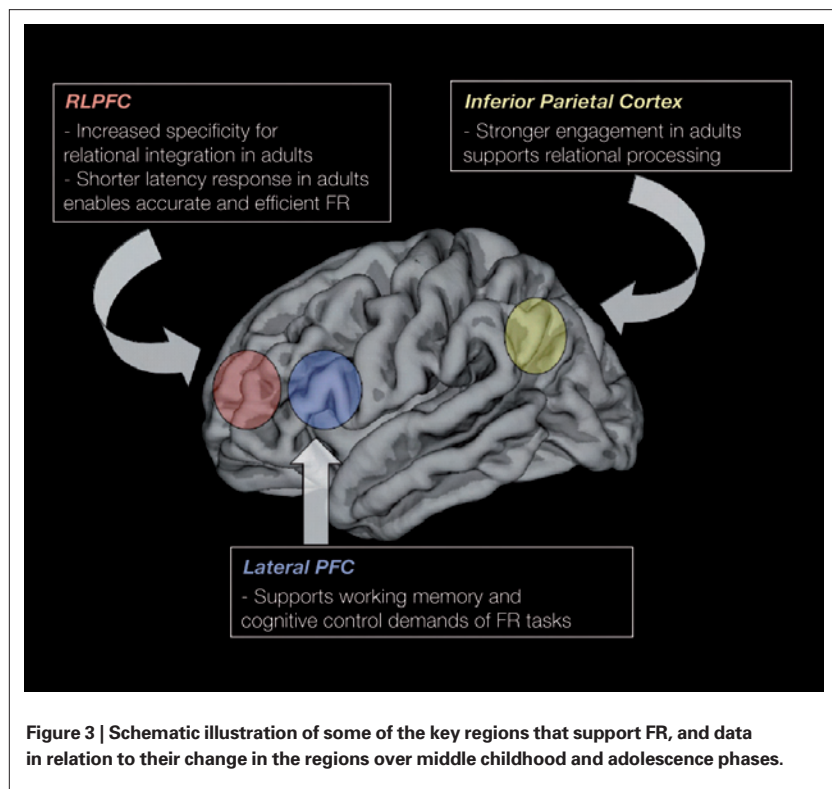 RLPFC
- Increased specificity for
relational integration in adults
- Shorter latency response in adults
enables accurate and efficient FR
Inferior Parietal Cortex
- Stronger engagement in adults
supports relational processing
Lateral PFC
- Supports working memory and
cognitive control demands of FR tasks
Figure 3 | Schematic illustration of some of the key regions that support FR, and data
in relation to their change in the regions over middle childhood and adolescence phases.